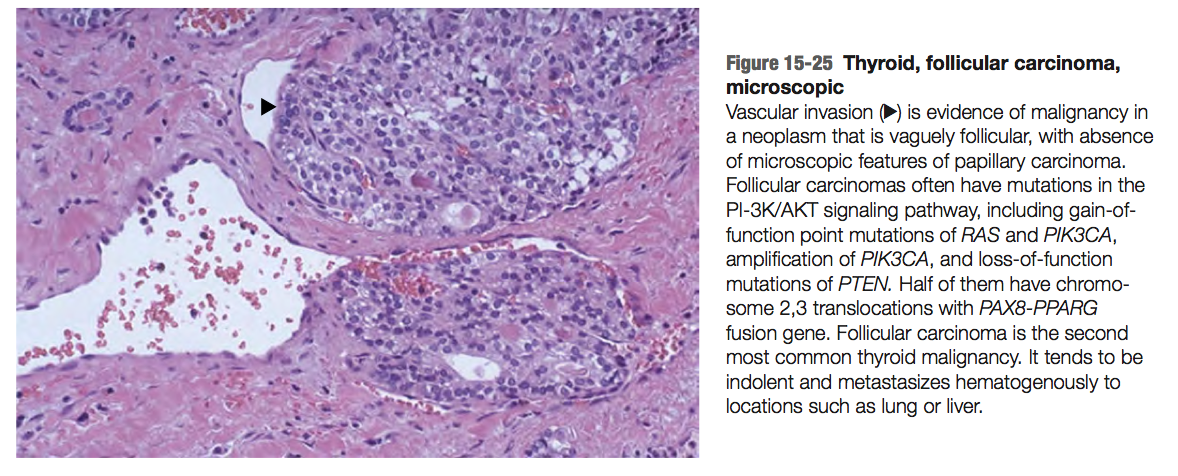 Figure 15-25 Thyroid, follicular carcinoma,
microscopic
Vascular invasion (▶) is evidence of malignancy in
a neoplasm that is vaguely follicular, with absence
of microscopic features of papillary carcinoma.
Follicular carcinomas often have mutations in the
PI-3K/AKT signaling pathway, including gain-of-
function point mutations of RAS and PIK3CA,
amplification of PIK3CA, and loss-of-function
mutations of PTEN. Half of them have chromo-
some 2,3 translocations with PAX8-PPARG
fusion gene. Follicular carcinoma is the second
most common thyroid malignancy. It tends to be
indolent and metastasizes hematogenously to
locations such as lung or liver.